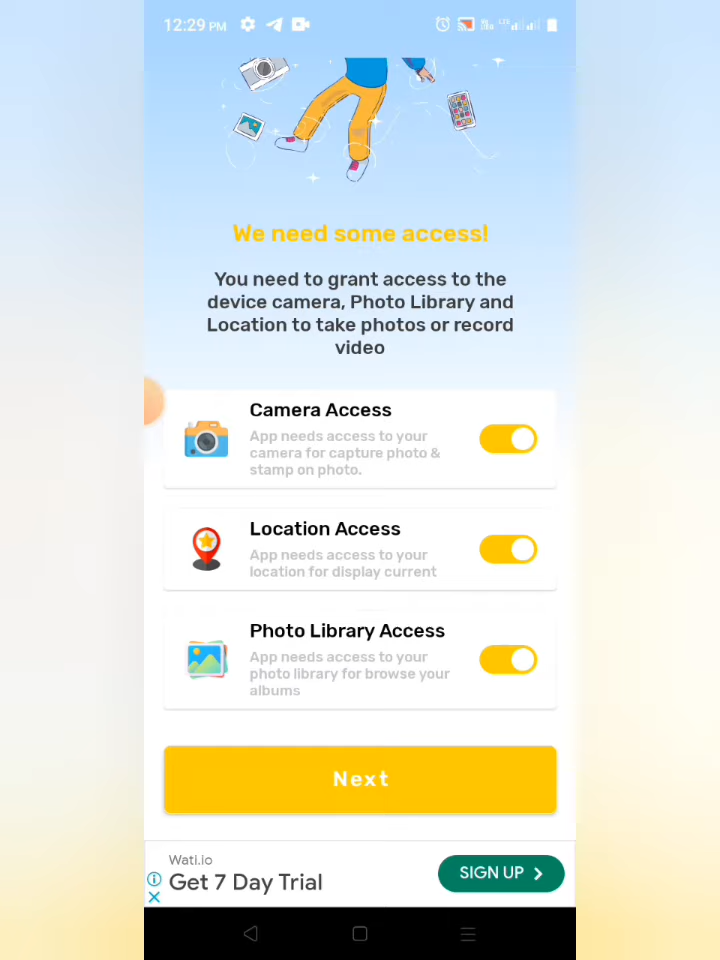 12:29 PM
We need some access!
You need to grant access to the
device camera, Photo Library and
Location to take photos or record
video
Camera Access
App needs access to your
camera for capture photo &
stamp on photo.
Location Access
App needs access to your
location for display current
Photo Library Access
App needs access to your
photo library for browse your
albums
Next
Wati.io
Get 7 Day Trial
SIGN UP